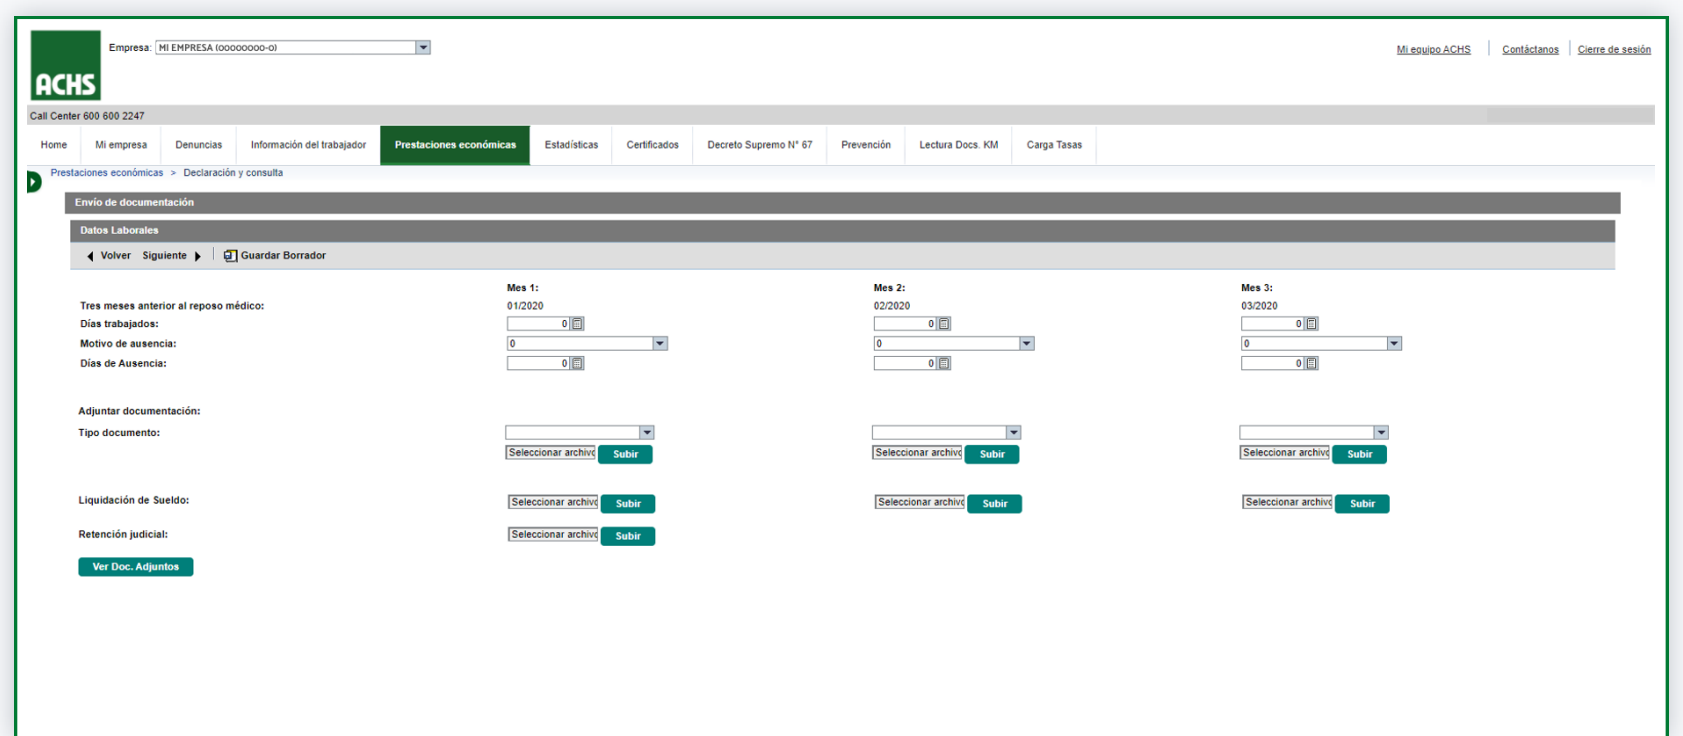 Empresa: MI EMPRESA (00000000-0)
Mi equipo ACHS Contáctanos Cierre de sesión
ACHS
Call Center 600 600 2247
Home Mi empresa Denuncias Información del trabajador Prestaciones económicas Estadísticas Certificados Decreto Supremo N° 67 Prevención Lectura Docs. KM Carga Tasas
Prestaciones económicas > Declaración y consulta
Envío de documentación
Datos Laborales
Volver Siguiente Guardar Borrador
Mes 1: Mes 2: Mes 3:
Tres meses anterior al reposo médico: 01/2020 02/2020 03/2020
Días trabajados: 0 0 0
Motivo de ausencia: 0 0 0
Días de Ausencia: 0 0 0
Adjuntar documentación:
Tipo documento:
Seleccionar archivo Subir Seleccionar archivo Subir Seleccionar archivo Subir
Liquidación de Sueldo: Seleccionar archivo Subir Seleccionar archivo Subir Seleccionar archivo Subir
Retención judicial: Seleccionar archivo Subir
Ver Doc. Adjuntos